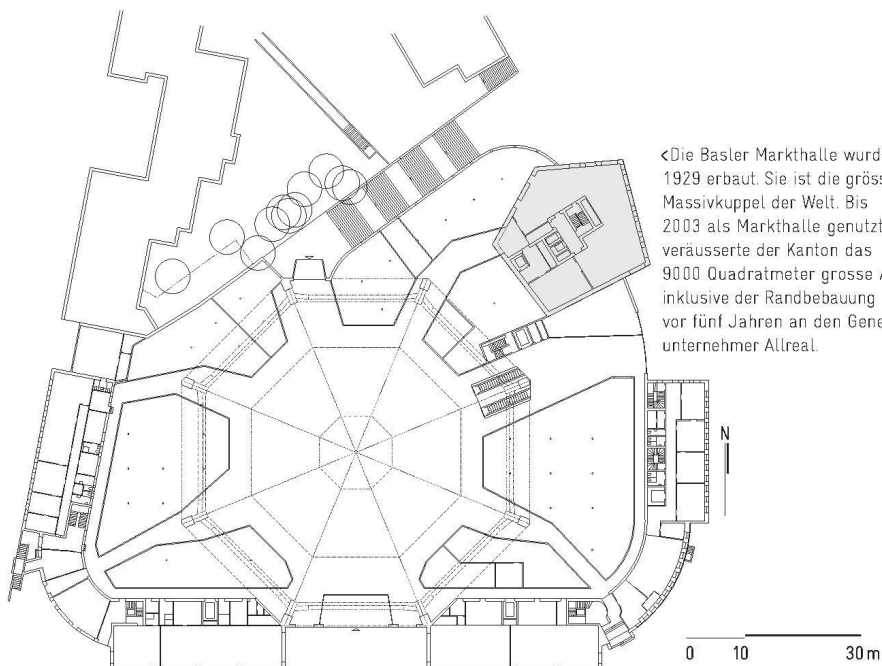 <Die Basler Markthalle wurd
1929 erbaut. Sie ist die gröss
Massivkuppel der Welt. Bis
2003 als Markthalle genutzt
veräusserte der Kanton das
9000 Quadratmeter grosse A
inklusive der Randbebauung
vor fünf Jahren an den Gene
unternehmer Allreal.
N
0 10 30 m